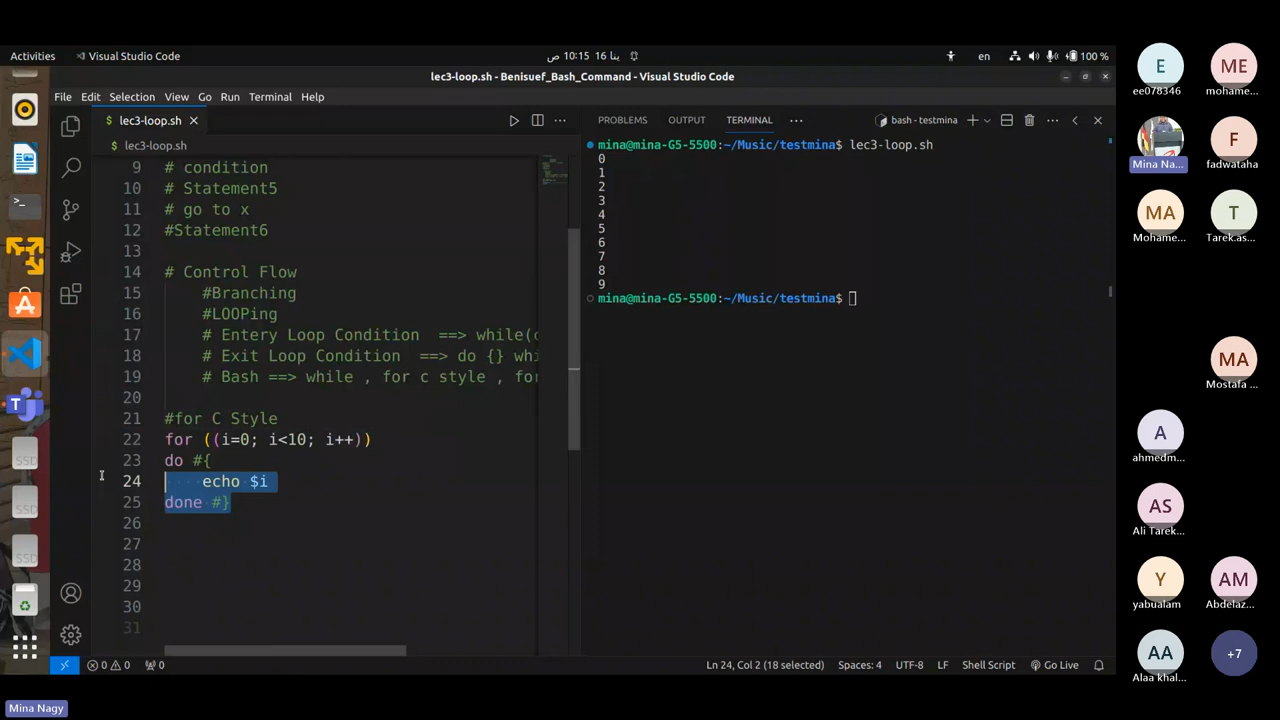 Activities
Visual Studio Code
10:15 ص
16 ينا
en
100 %
lec3-loop.sh - Benisuef_Bash_Command - Visual Studio Code
File Edit Selection View Go Run Terminal Help
$ lec3-loop.sh
$ lec3-loop.sh
9 # condition
10 # Statement5
11 # go to x
12 #Statement6
13
14 # Control Flow
15 #Branching
16 #LOOPing
17 # Entery Loop Condition ==> while(
18 # Exit Loop Condition ==> do {} whi
19 # Bash ==> while , for c style , for
20
21 #for C Style
22 for ((i=0; i<10; i++))
23 do #{
24 echo $i
25 done #}
26
27
28
29
30
31
PROBLEMS OUTPUT TERMINAL ···
bash - testmina
mina@mina-G5-5500:~/Music/testmina$ lec3-loop.sh
0
1
2
3
4
5
6
7
8
9
mina@mina-G5-5500:~/Music/testmina$
SSD
SSD
SSD
0 0
0
Ln 24, Col 2 (18 selected)
Spaces: 4
UTF-8
LF
Shell Script
Go Live
E
ee078346
ME
mohame...
Mina Na...
F
fadwataha
MA
Mohame...
T
Tarek.as...
MA
Mostafa ...
A
ahmedm...
AS
Ali Tarek...
Y
yabualam
AM
Abdelaz...
AA
Alaa khal...
+7
Mina Nagy